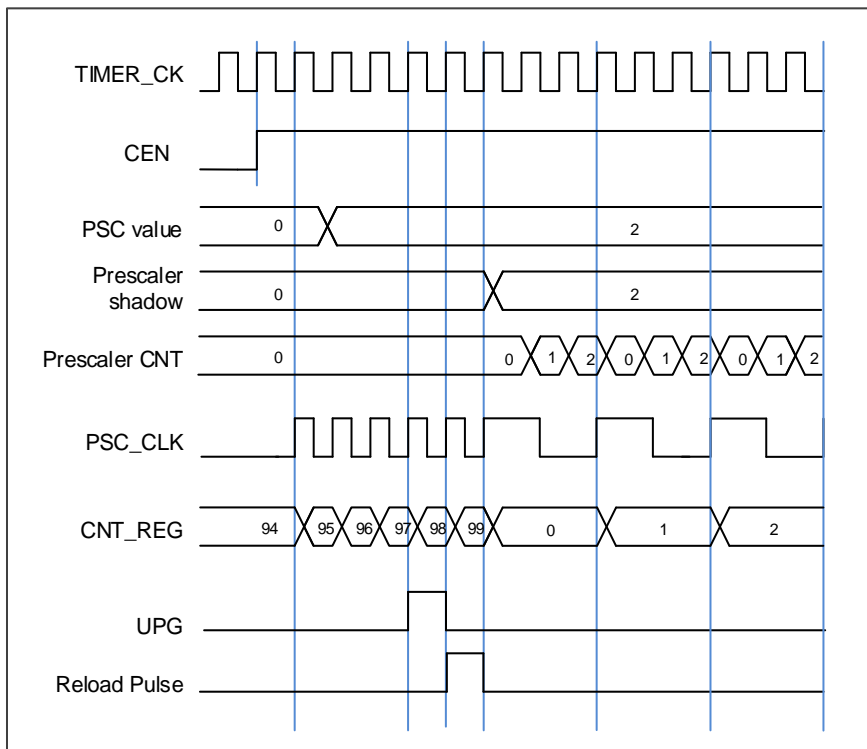 TIMER_CK
CEN
PSC value 0 2
Prescaler
shadow 0 2
Prescaler CNT 0 0 1 2 0 1 2 0 1 2
PSC_CLK
CNT_REG 94 95 96 97 98 99 0 1 2
UPG
Reload Pulse